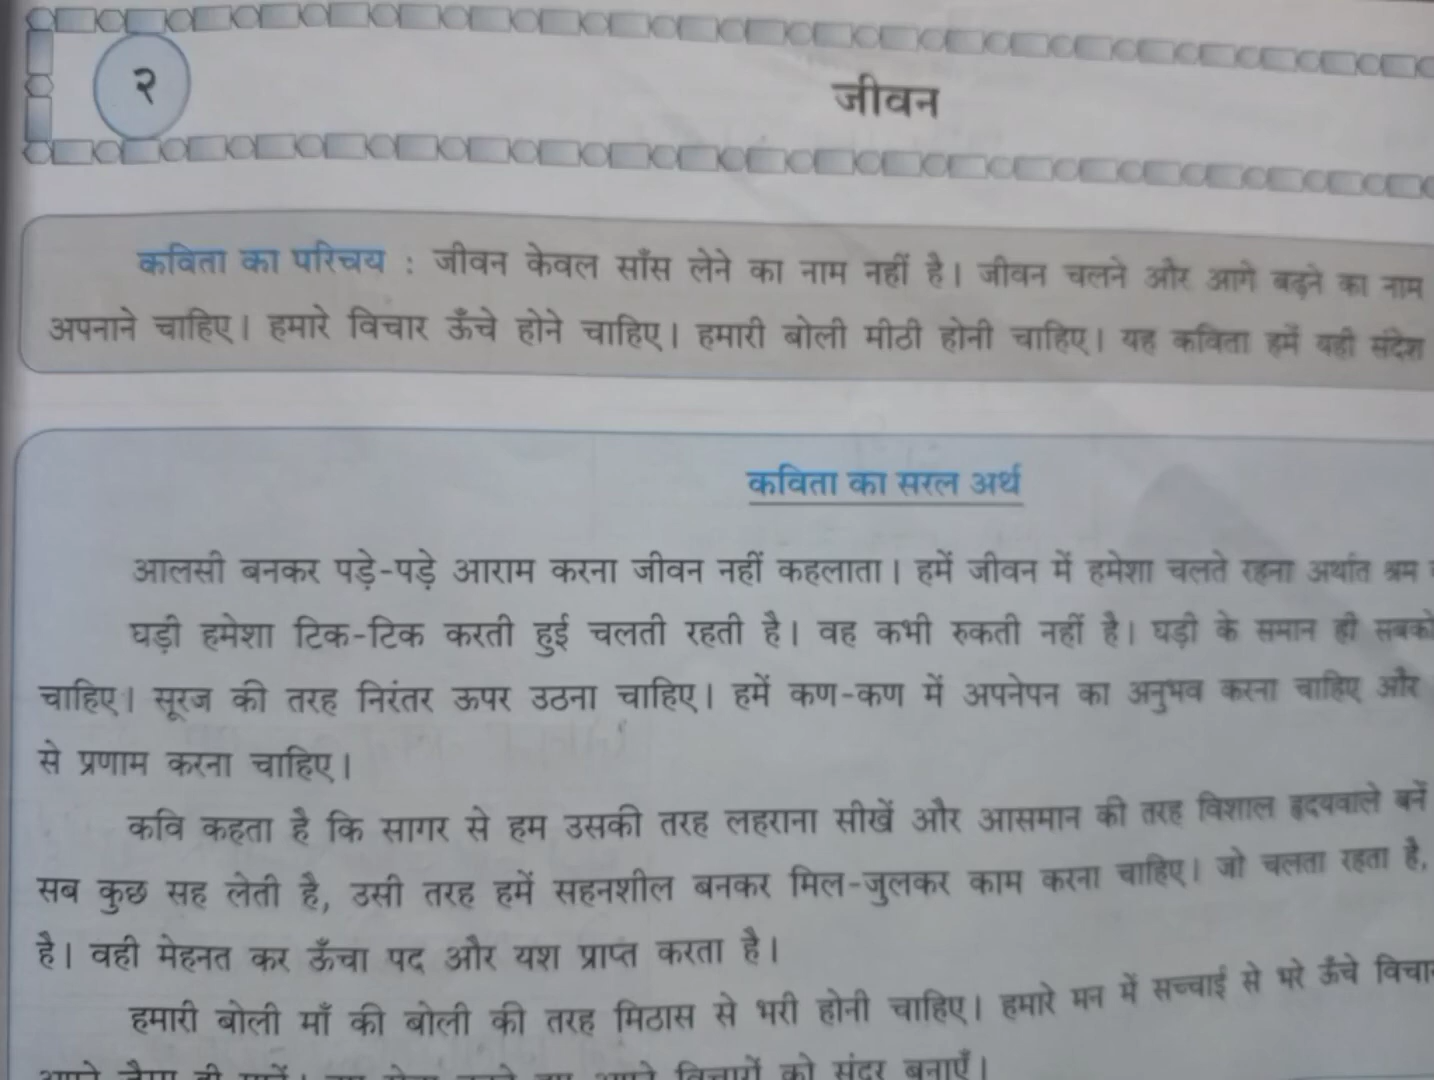 २
जीवन
कविता का परिचय : जीवन केवल साँस लेने का नाम नहीं है। जीवन चलने और आगे बढ़ने का नाम
अपनाने चाहिए। हमारे विचार ऊँचे होने चाहिए। हमारी बोली मीठी होनी चाहिए। यह कविता हमें यही संदेश
कविता का सरल अर्थ
आलसी बनकर पड़े-पड़े आराम करना जीवन नहीं कहलाता। हमें जीवन में हमेशा चलते रहना अर्थात श्रम
घड़ी हमेशा टिक-टिक करती हुई चलती रहती है। वह कभी रुकती नहीं है। घड़ी के समान ही सबको
चाहिए। सूरज की तरह निरंतर ऊपर उठना चाहिए। हमें कण-कण में अपनेपन का अनुभव करना चाहिए और
से प्रणाम करना चाहिए।
कवि कहता है कि सागर से हम उसकी तरह लहराना सीखें और आसमान की तरह विशाल हृदयवाले बनें
सब कुछ सह लेती है, उसी तरह हमें सहनशील बनकर मिल-जुलकर काम करना चाहिए। जो चलता रहता है,
है। वही मेहनत कर ऊँचा पद और यश प्राप्त करता है।
हमारी बोली माँ की बोली की तरह मिठास से भरी होनी चाहिए। हमारे मन में सच्चाई से भरे ऊँचे
विचारों को सुंदर बनाएँ।